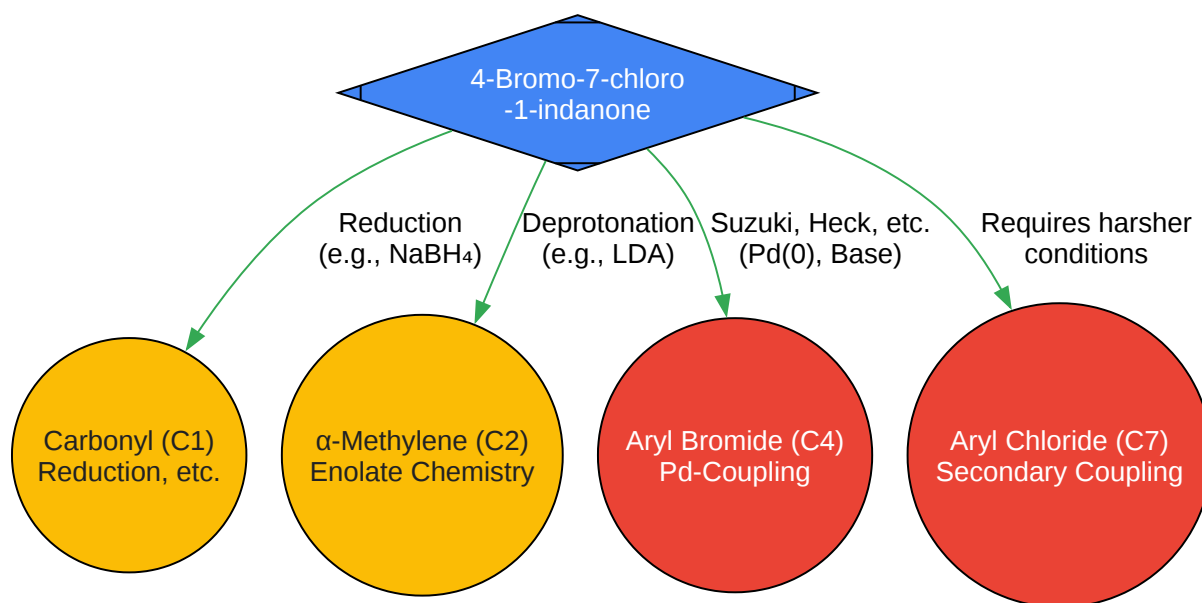 4-Bromo-7-chloro
-1-indanone
Reduction
(e.g., NaBH₄)
Deprotonation
(e.g., LDA)
Suzuki, Heck, etc.
(Pd(0), Base)
Requires harsher
conditions
Carbonyl (C1)
Reduction, etc.
α-Methylene (C2)
Enolate Chemistry
Aryl Bromide (C4)
Pd-Coupling
Aryl Chloride (C7)
Secondary Coupling